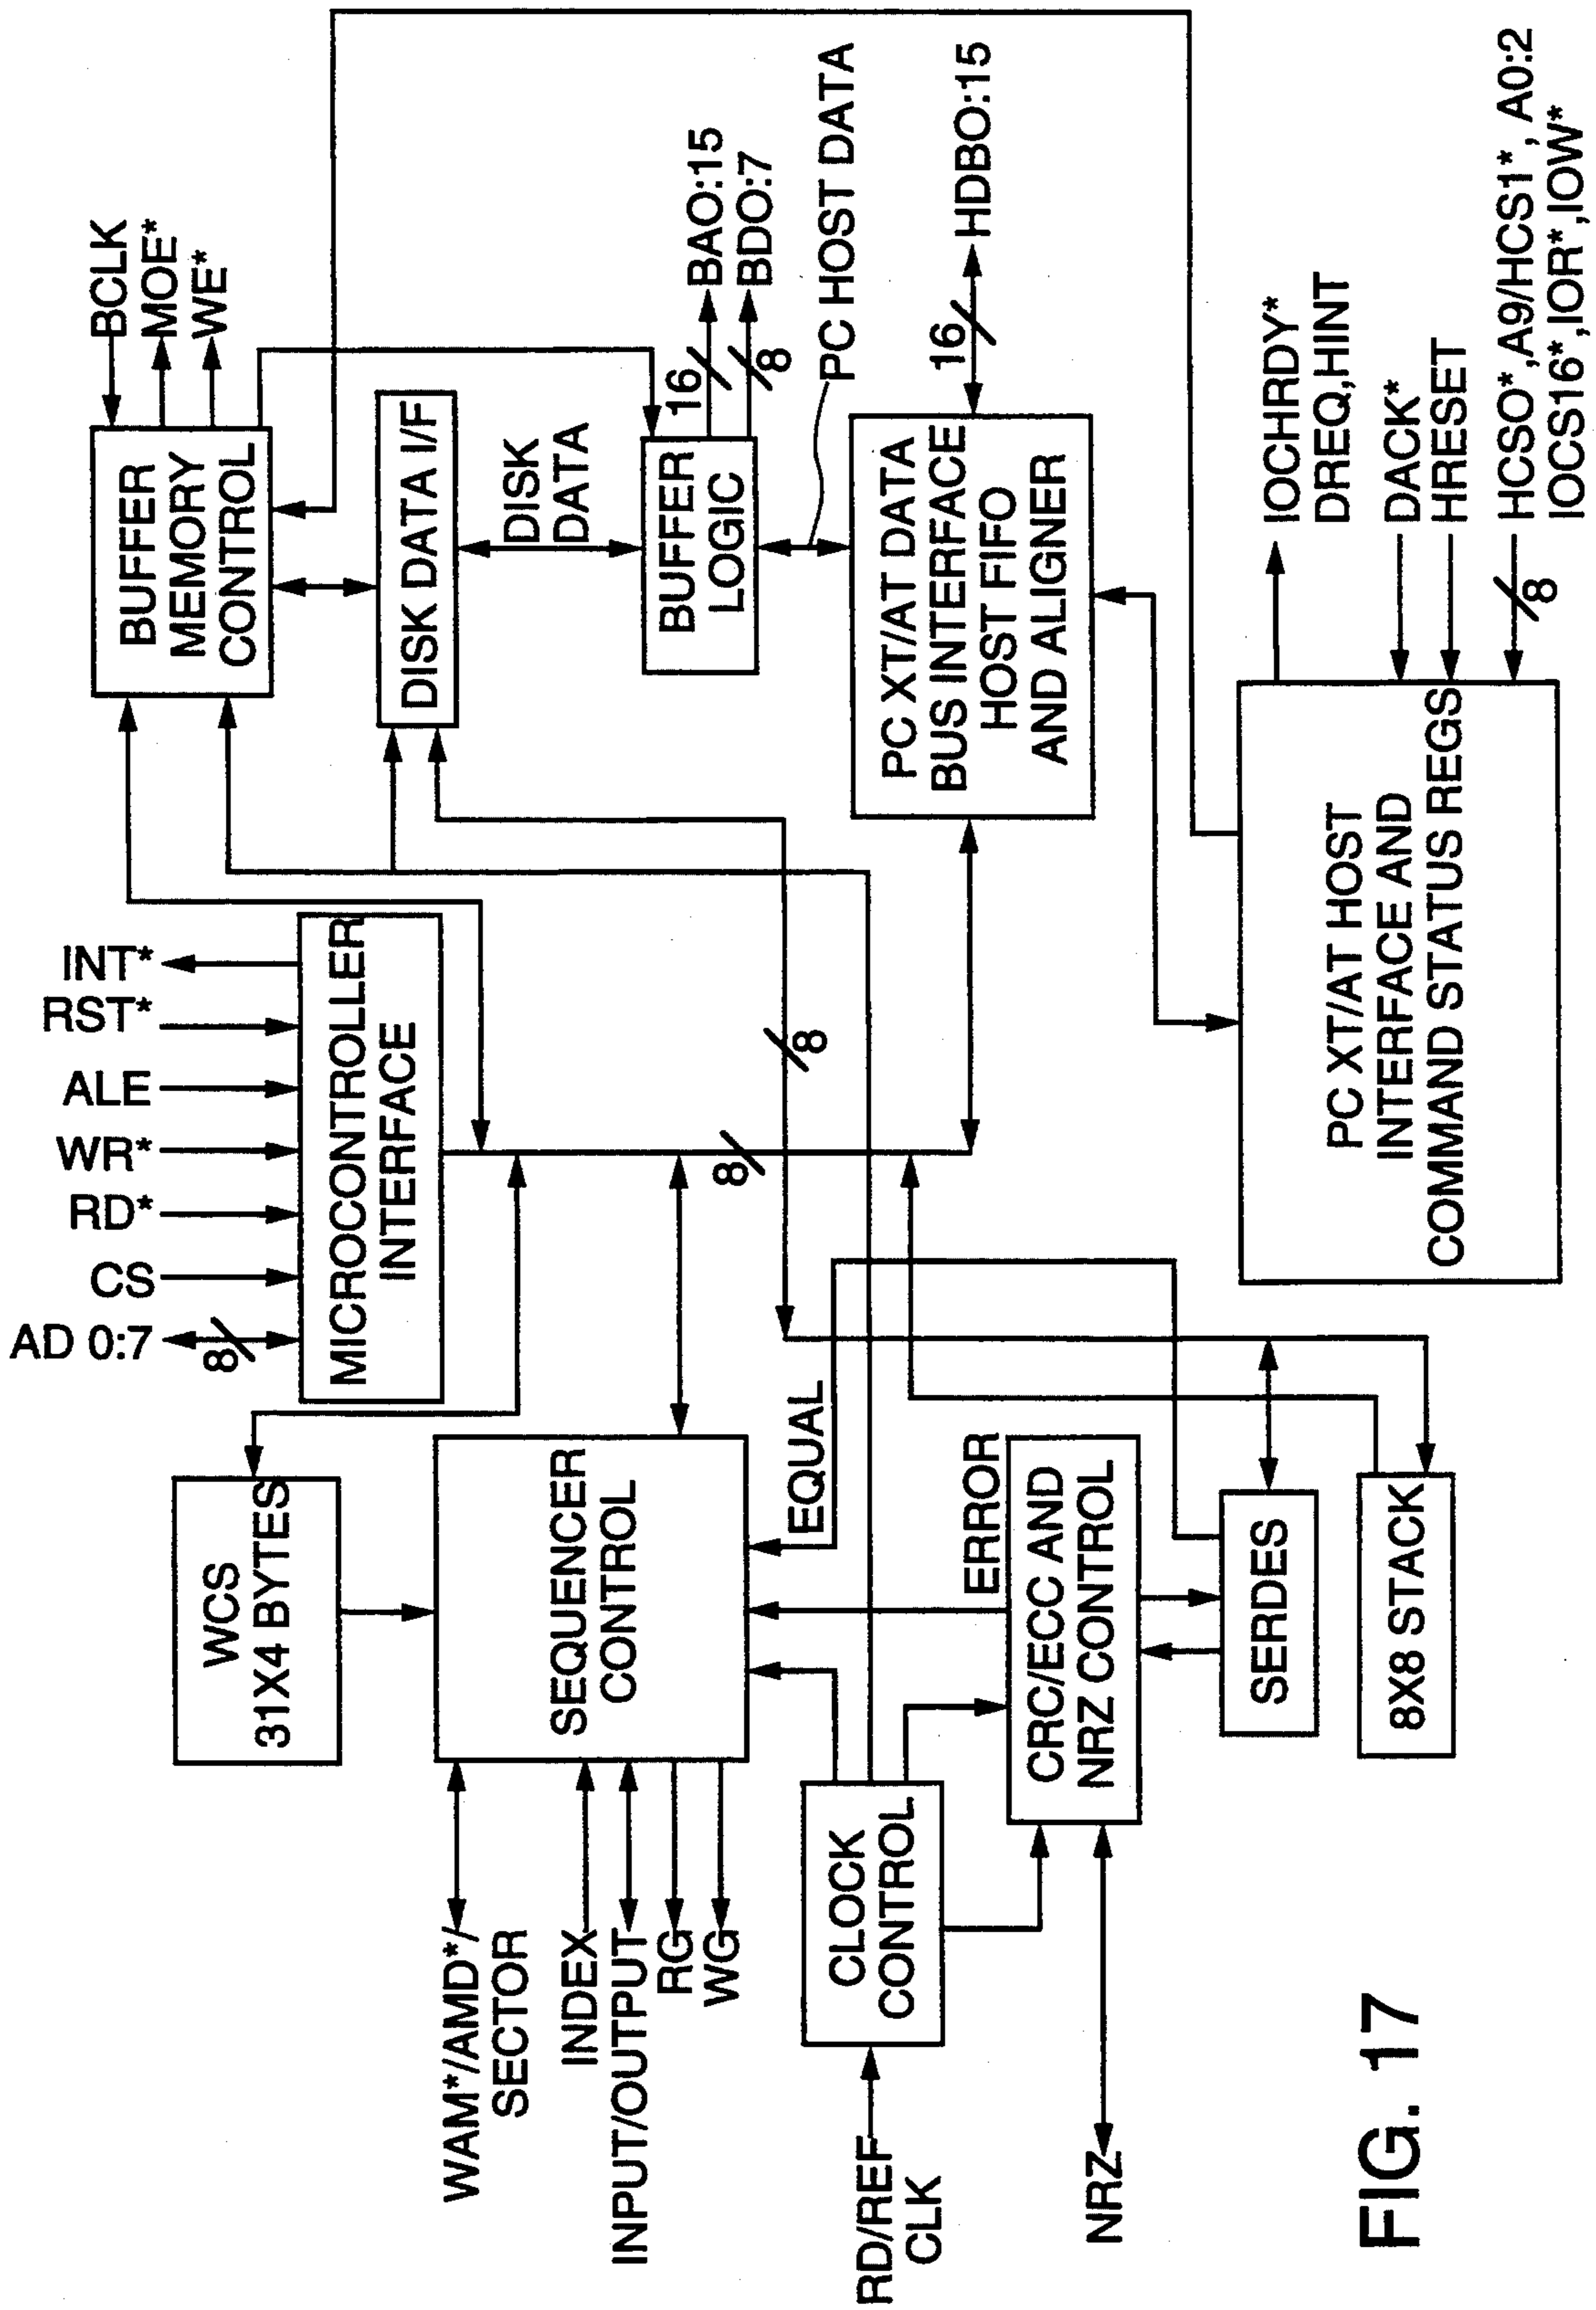 INT*
RST*
ALE
WR*
RD*
CS
AD 0:7
8
MICROCONTROLLER
INTERFACE
BCLK
MOE*
WE*
BUFFER
MEMORY
CONTROL
DISK DATA I/F
DISK
DATA
BUFFER
LOGIC
16
BAO:15
BDO:7
8
PC HOST DATA
PC XT/AT DATA
BUS INTERFACE
HOST FIFO
AND ALIGNER
16
HDBO:15
8
8
WCS
31X4 BYTES
SEQUENCER
CONTROL
EQUAL
WAM*/AMD*/
SECTOR
INDEX
INPUT/OUTPUT
RG
WG
CLOCK
CONTROL
RD/REF
CLK
ERROR
CRC/ECC AND
NRZ CONTROL
NRZ
SERDES
8X8 STACK
PC XT/AT HOST
INTERFACE AND
COMMAND STATUS REGS
IOCHRDY*
DREQ,HINT
DACK*
HRESET
HCSO*,A9/HCS1*, A0:2
IOCS16*,IOR*,IOW*
8
FIG. 17